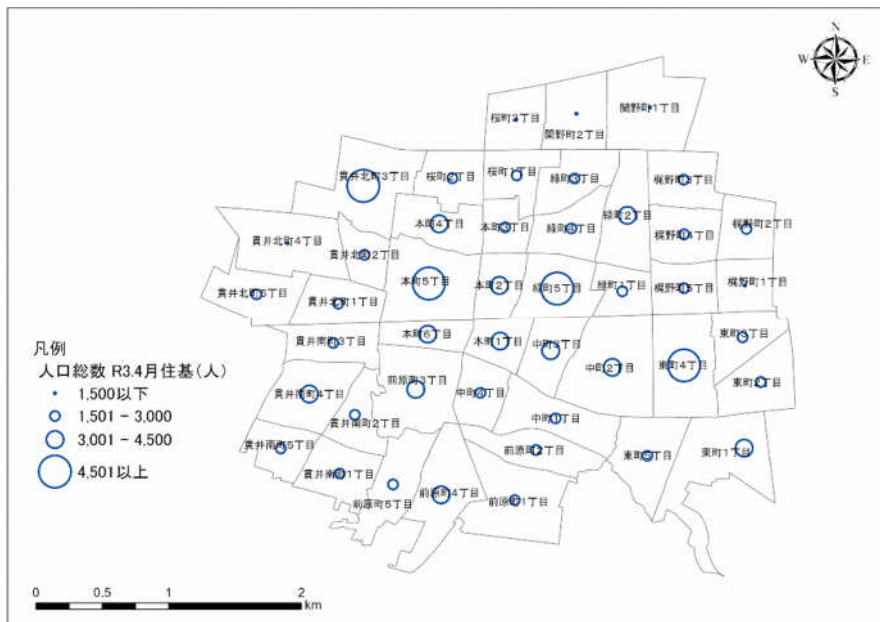 N
W
E
S
桜町3丁目
関野町2丁目
関野町1丁目
貫井北町3丁目
桜町2丁目
桜町1丁目
緑町3丁目
梶野町3丁目
本町4丁目
本町3丁目
緑町4丁目
緑町2丁目
梶野町4丁目
梶野町2丁目
貫井北町4丁目
貫井北町2丁目
本町5丁目
本町2丁目
緑町5丁目
緑町1丁目
梶野町5丁目
梶野町1丁目
貫井北町5丁目
貫井北町1丁目
貫井南町3丁目
本町6丁目
本町1丁目
中町3丁目
中町2丁目
東町4丁目
東町3丁目
東町2丁目
貫井南町4丁目
前原町3丁目
中町4丁目
貫井南町2丁目
中町1丁目
貫井南町5丁目
貫井南町1丁目
前原町2丁目
東町5丁目
東町1丁目
前原町5丁目
前原町4丁目
前原町1丁目
凡例
人口総数 R3.4月住基(人)
1,500以下
1,501 - 3,000
3,001 - 4,500
4,501以上
0 0.5 1 2
km